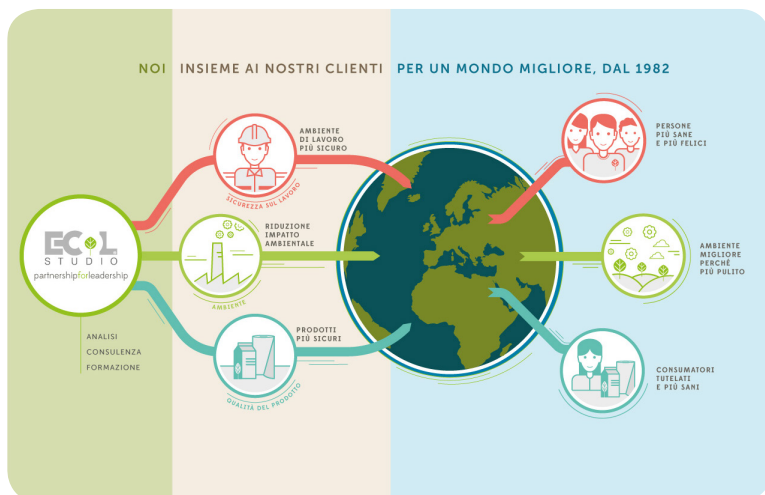 NOI INSIEME AI NOSTRI CLIENTI PER UN MONDO MIGLIORE, DAL 1982
ECOL
STUDIO
partnershipforleadership
ANALISI
CONSULENZA
FORMAZIONE
AMBIENTE
DI LAVORO
PIÙ SICURO
SICUREZZA SUL LAVORO
RIDUZIONE
IMPATTO
AMBIENTALE
AMBIENTE
PRODOTTI
PIÙ SICURI
QUALITÀ DEL PRODOTTO
PERSONE
PIÙ SANE
E PIÙ FELICI
AMBIENTE
MIGLIORE
PERCHÉ
PIÙ PULITO
CONSUMATORI
TUTELATI
E PIÙ SANI